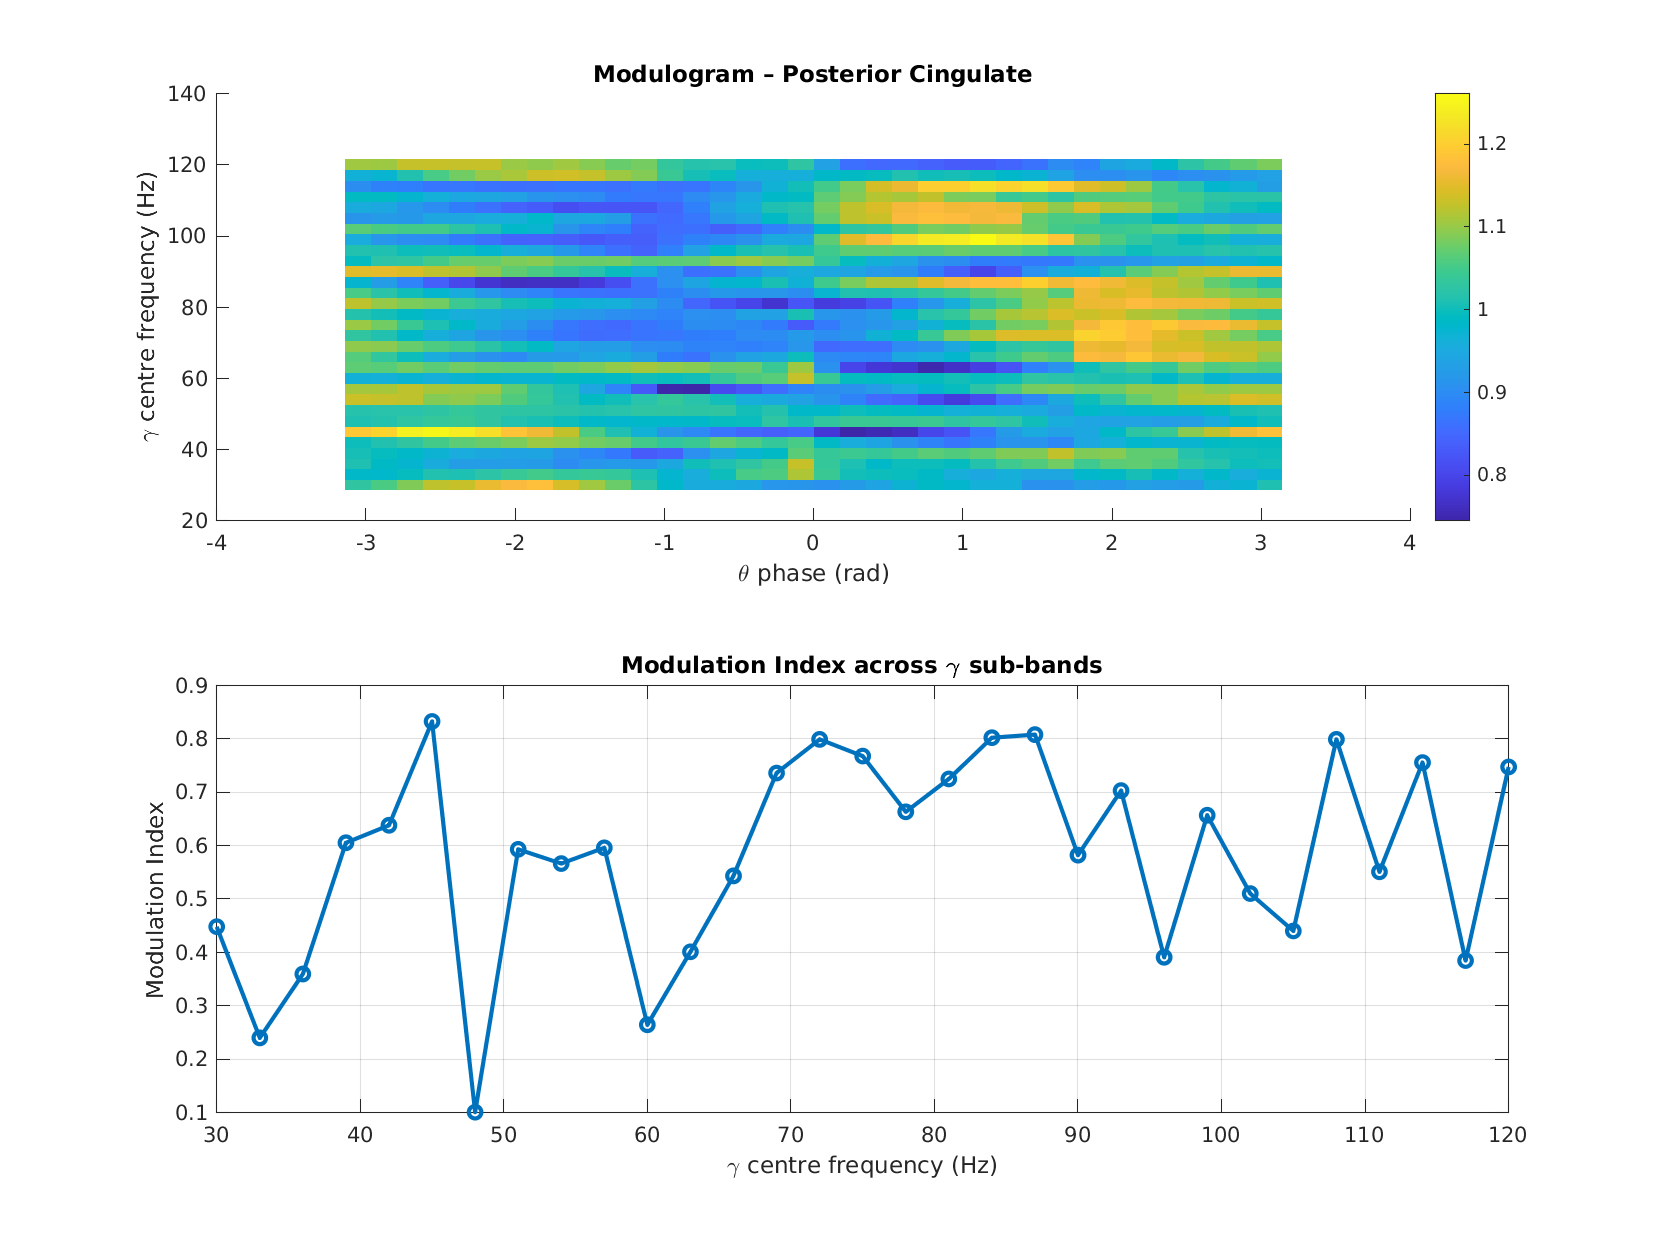 Modulogram – Posterior Cingulate
140
120
100
80
60
40
20
γ centre frequency (Hz)
-4 -3 -2 -1 0 1 2 3 4
θ phase (rad)
1.2
1.1
1
0.9
0.8
Modulation Index across γ sub-bands
0.9
0.8
0.7
0.6
0.5
0.4
0.3
0.2
0.1
Modulation Index
30 40 50 60 70 80 90 100 110 120
γ centre frequency (Hz)